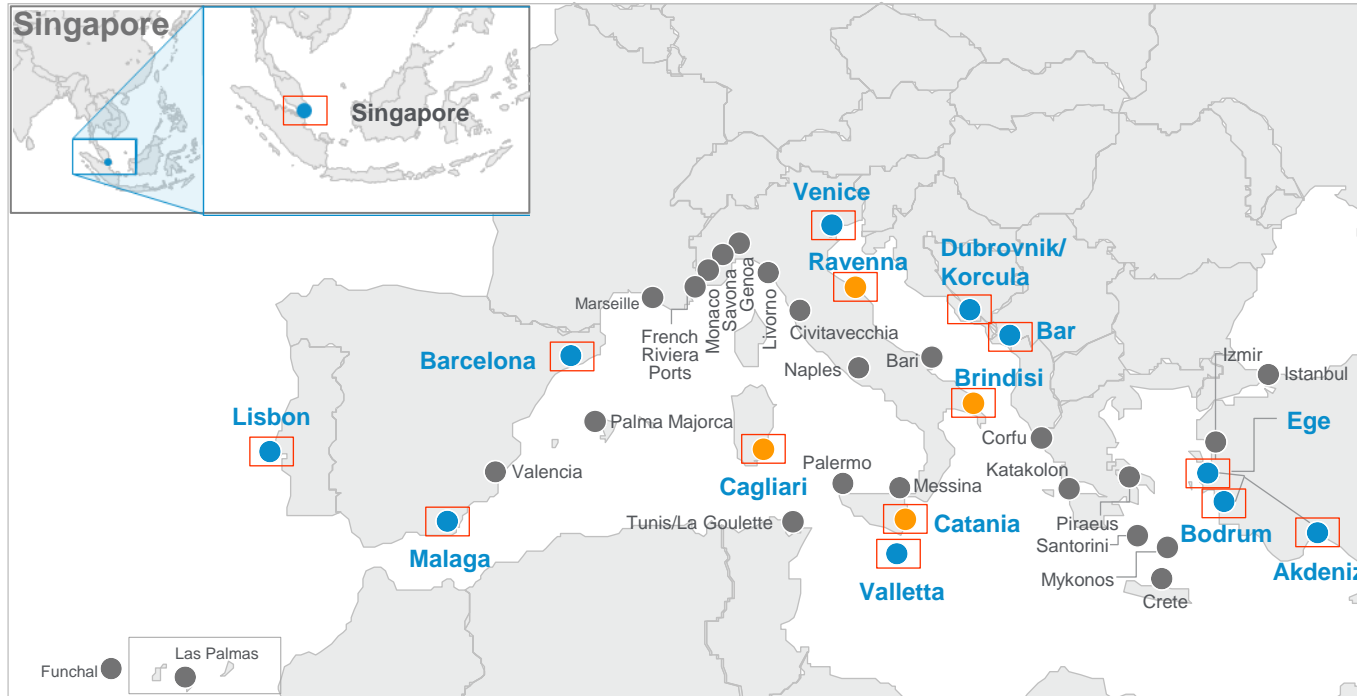 Singapore
Singapore
Venice
Ravenna
Dubrovnik/
Korcula
Bar
Genoa
Savona
Monaco
Livorno
Marseille
French
Riviera
Ports
Civitavecchia
Naples
Bari
Brindisi
Izmir
Istanbul
Barcelona
Lisbon
Palma Majorca
Valencia
Malaga
Cagliari
Palermo
Messina
Corfu
Katakolon
Ege
Tunis/La Goulette
Catania
Valletta
Piraeus
Santorini
Mykonos
Crete
Bodrum
Akdeniz
Funchal
Las Palmas